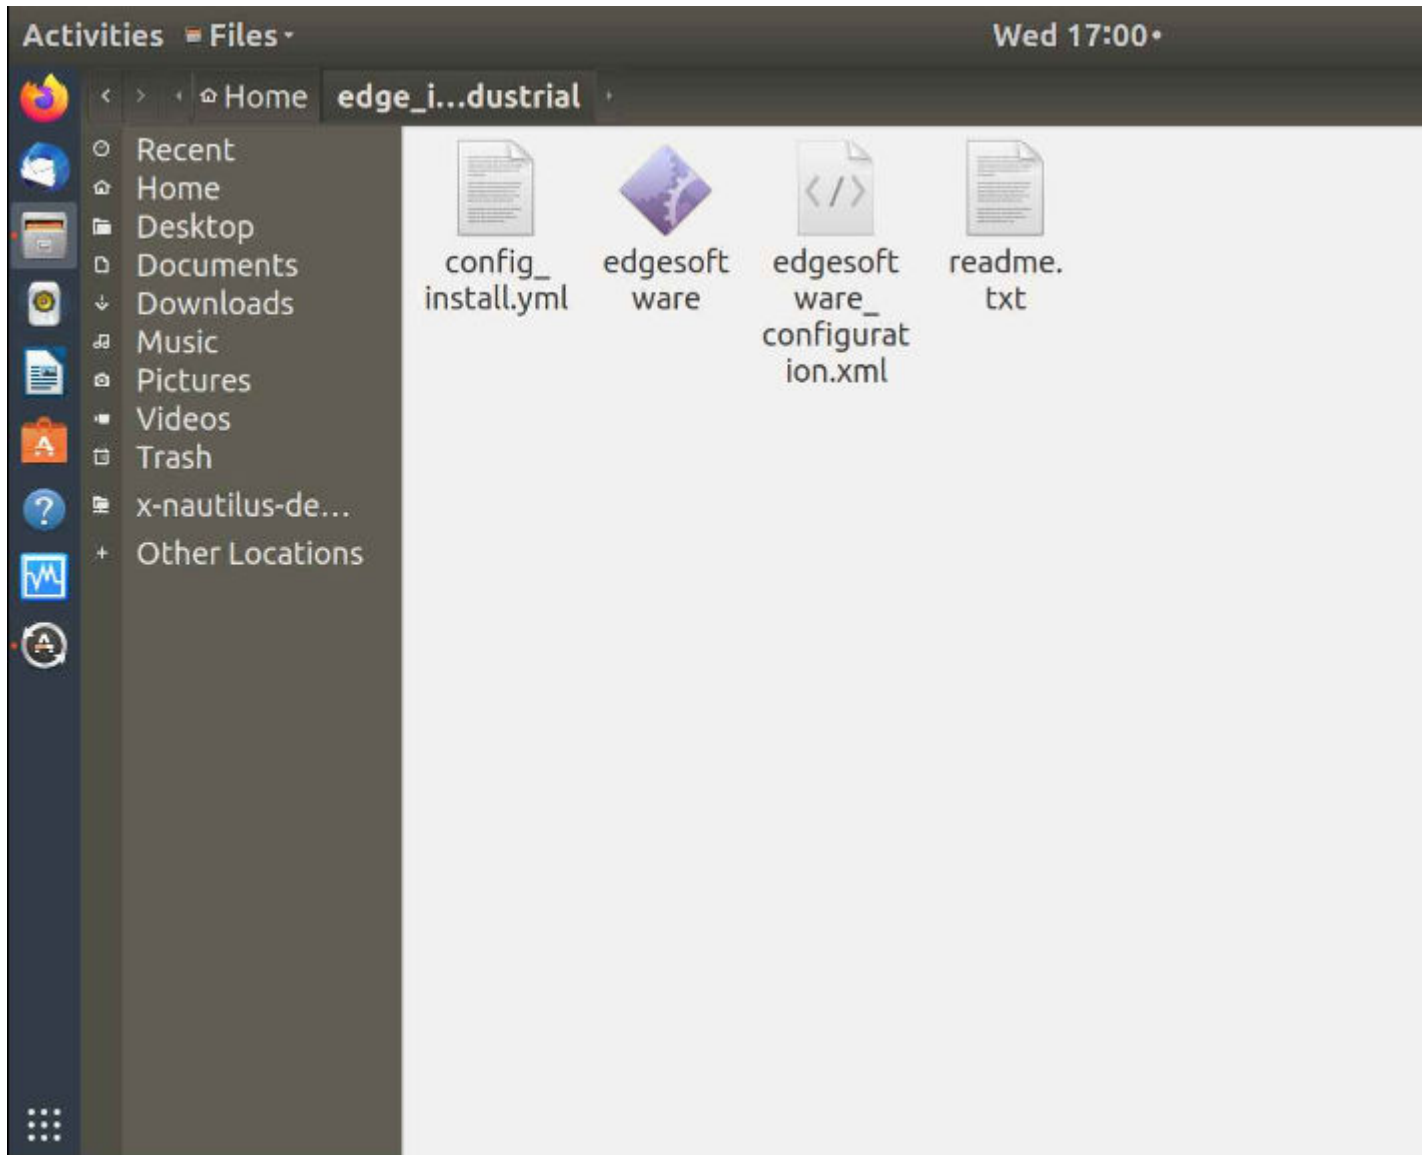 Activities Files Wed 17:00
Home edge_i...dustrial
Recent
Home
Desktop
Documents
Downloads
Music
Pictures
Videos
Trash
x-nautilus-de...
Other Locations
config_
install.yml
edgesoft
ware
edgesoft
ware_
configurat
ion.xml
readme.
txt